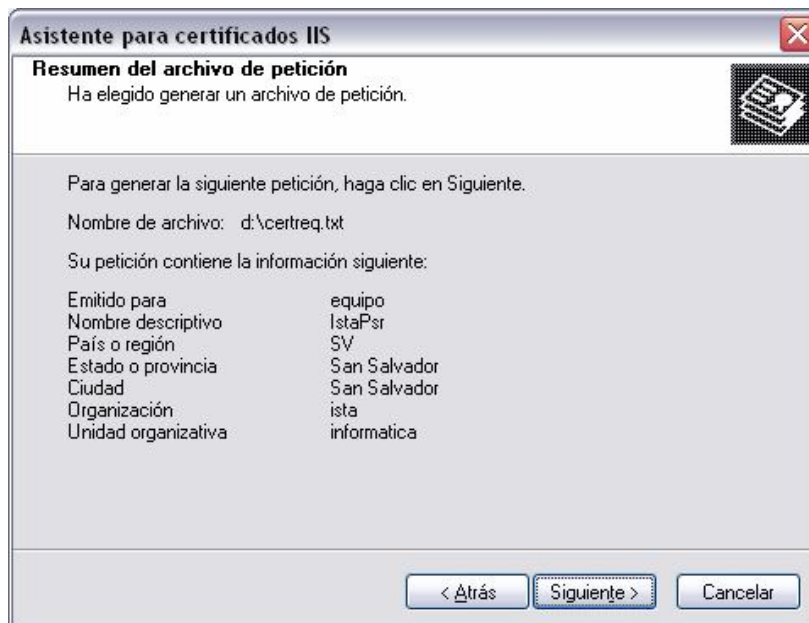 Asistente para certificados IIS
Resumen del archivo de petición
Ha elegido generar un archivo de petición.
Para generar la siguiente petición, haga clic en Siguiente.
Nombre de archivo: d:\certreq.txt
Su petición contiene la información siguiente:
Emitido para equipo
Nombre descriptivo IstaPsr
País o región SV
Estado o provincia San Salvador
Ciudad San Salvador
Organización ista
Unidad organizativa informatica
< Atrás Siguiente > Cancelar